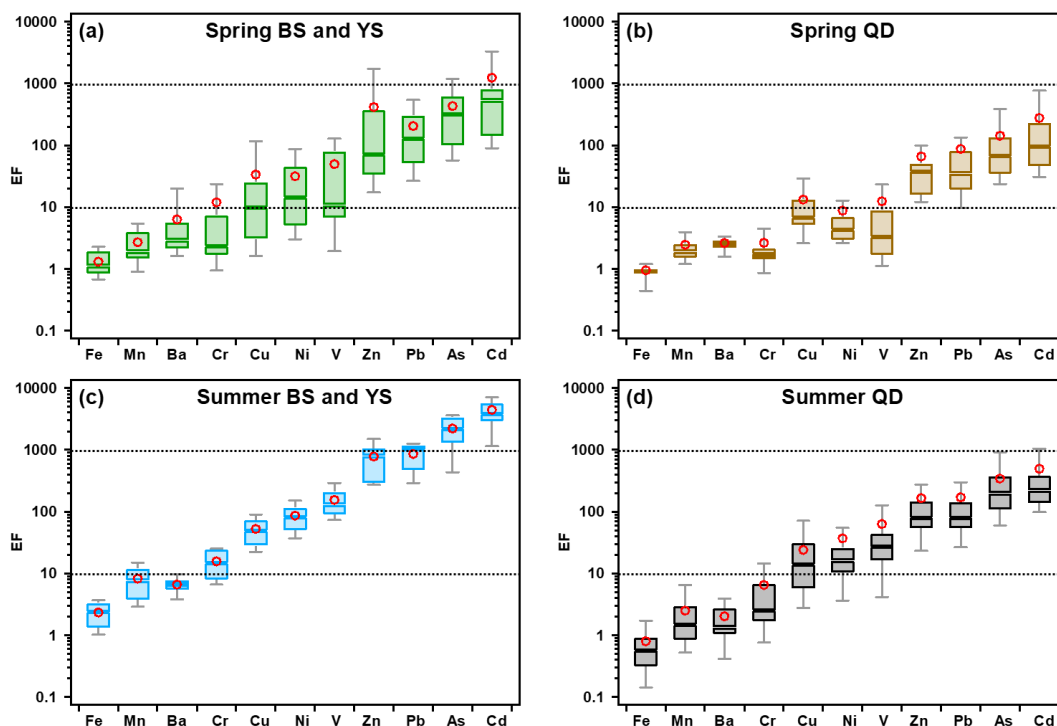 (a) Spring BS and YS
EF
10000
1000
100
10
1
0.1
Fe Mn Ba Cr Cu Ni V Zn Pb As Cd
(b) Spring QD
EF
10000
1000
100
10
1
0.1
Fe Mn Ba Cr Cu Ni V Zn Pb As Cd
(c) Summer BS and YS
EF
10000
1000
100
10
1
0.1
Fe Mn Ba Cr Cu Ni V Zn Pb As Cd
(d) Summer QD
EF
10000
1000
100
10
1
0.1
Fe Mn Ba Cr Cu Ni V Zn Pb As Cd